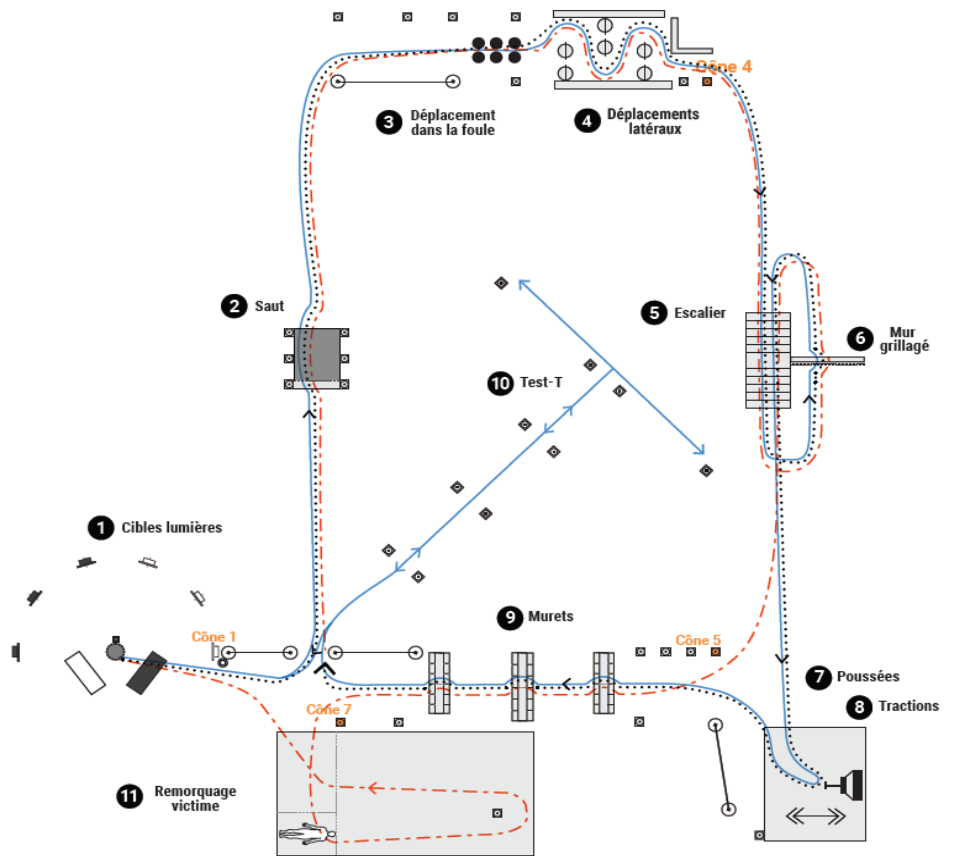 Cône 4
3 Déplacement
dans la foule
4 Déplacements
latéraux
2 Saut
5 Escalier
6 Mur
grillagé
10 Test-T
1 Cibles lumières
9 Murets
Cône 1
Cône 5
7 Poussées
8 Tractions
Cône 7
11 Remorquage
victime